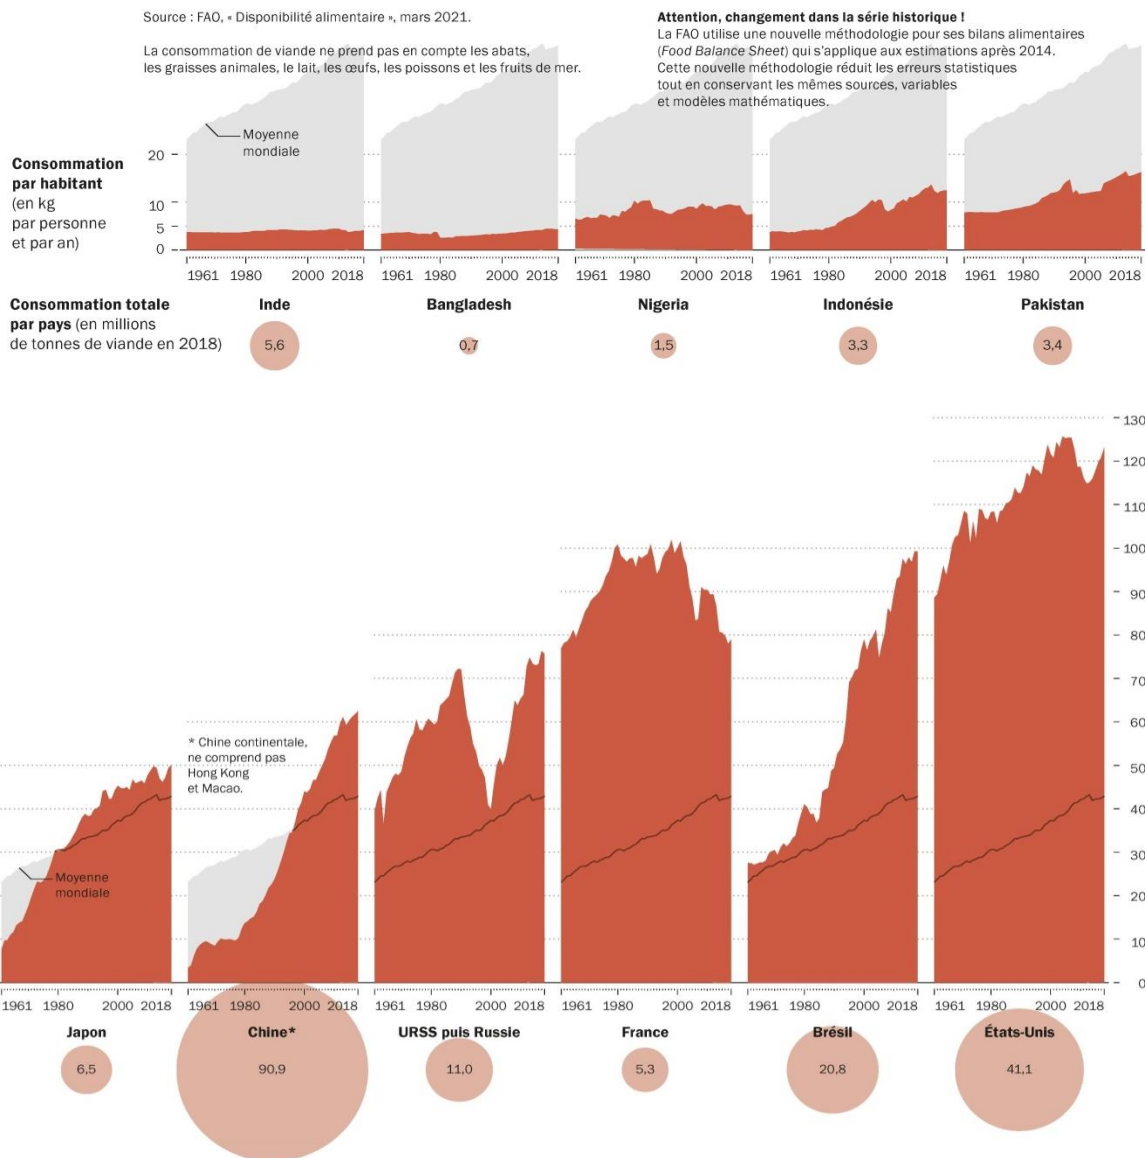 Source : FAO, « Disponibilité alimentaire », mars 2021.
La consommation de viande ne prend pas en compte les abats,
les graisses animales, le lait, les œufs, les poissons et les fruits de mer.
Attention, changement dans la série historique !
La FAO utilise une nouvelle méthodologie pour ses bilans alimentaires
(Food Balance Sheet) qui s'applique aux estimations après 2014.
Cette nouvelle méthodologie réduit les erreurs statistiques
tout en conservant les mêmes sources, variables
et modèles mathématiques.
Moyenne
mondiale
Consommation
par habitant
(en kg
par personne
et par an)
20
10
5
0
1961 1980 2000 2018
1961 1980 2000 2018
1961 1980 2000 2018
1961 1980 2000 2018
1961 1980 2000 2018
Consommation totale
par pays (en millions
de tonnes de viande en 2018)
Inde
Bangladesh
Nigeria
Indonésie
Pakistan
5,6
0,7
1,5
3,3
3,4
130
120
110
100
90
80
70
60
50
40
30
20
10
0
* Chine continentale,
ne comprend pas
Hong Kong
et Macao.
Moyenne
mondiale
1961 1980 2000 2018
1961 1980 2000 2018
1961 1980 2000 2018
1961 1980 2000 2018
1961 1980 2000 2018
1961 1980 2000 2018
Japon
Chine*
URSS puis Russie
France
Brésil
États-Unis
6,5
90,9
11,0
5,3
20,8
41,1